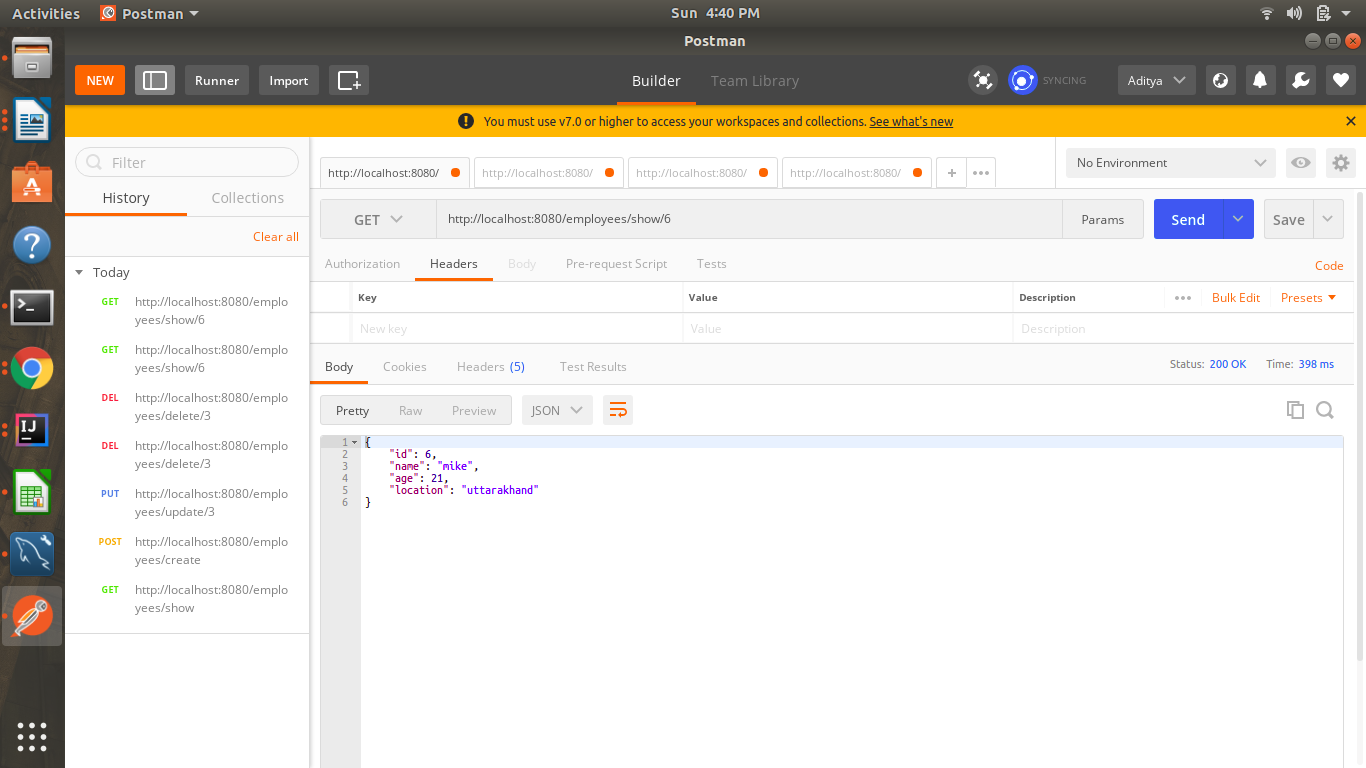 Activities Postman Sun 4:40 PM
Postman
NEW Runner Import Builder Team Library SYNCING Aditya
You must use v7.0 or higher to access your workspaces and collections. See what's new
Filter
History Collections
Clear all
Today
GET http://localhost:8080/emplo
yees/show/6
GET http://localhost:8080/emplo
yees/show/6
DEL http://localhost:8080/emplo
yees/delete/3
DEL http://localhost:8080/emplo
yees/delete/3
PUT http://localhost:8080/emplo
yees/update/3
POST http://localhost:8080/emplo
yees/create
GET http://localhost:8080/emplo
yees/show
http://localhost:8080/ http://localhost:8080/ http://localhost:8080/ http://localhost:8080/ + ••• No Environment
GET http://localhost:8080/employees/show/6 Params Send Save
Authorization Headers Body Pre-request Script Tests Code
Key Value Description ••• Bulk Edit Presets
New key Value Description
Body Cookies Headers (5) Test Results Status: 200 OK Time: 398 ms
Pretty Raw Preview JSON
1 {
2 "id": 6,
3 "name": "mike",
4 "age": 21,
5 "location": "uttarakhand"
6 }
IJ